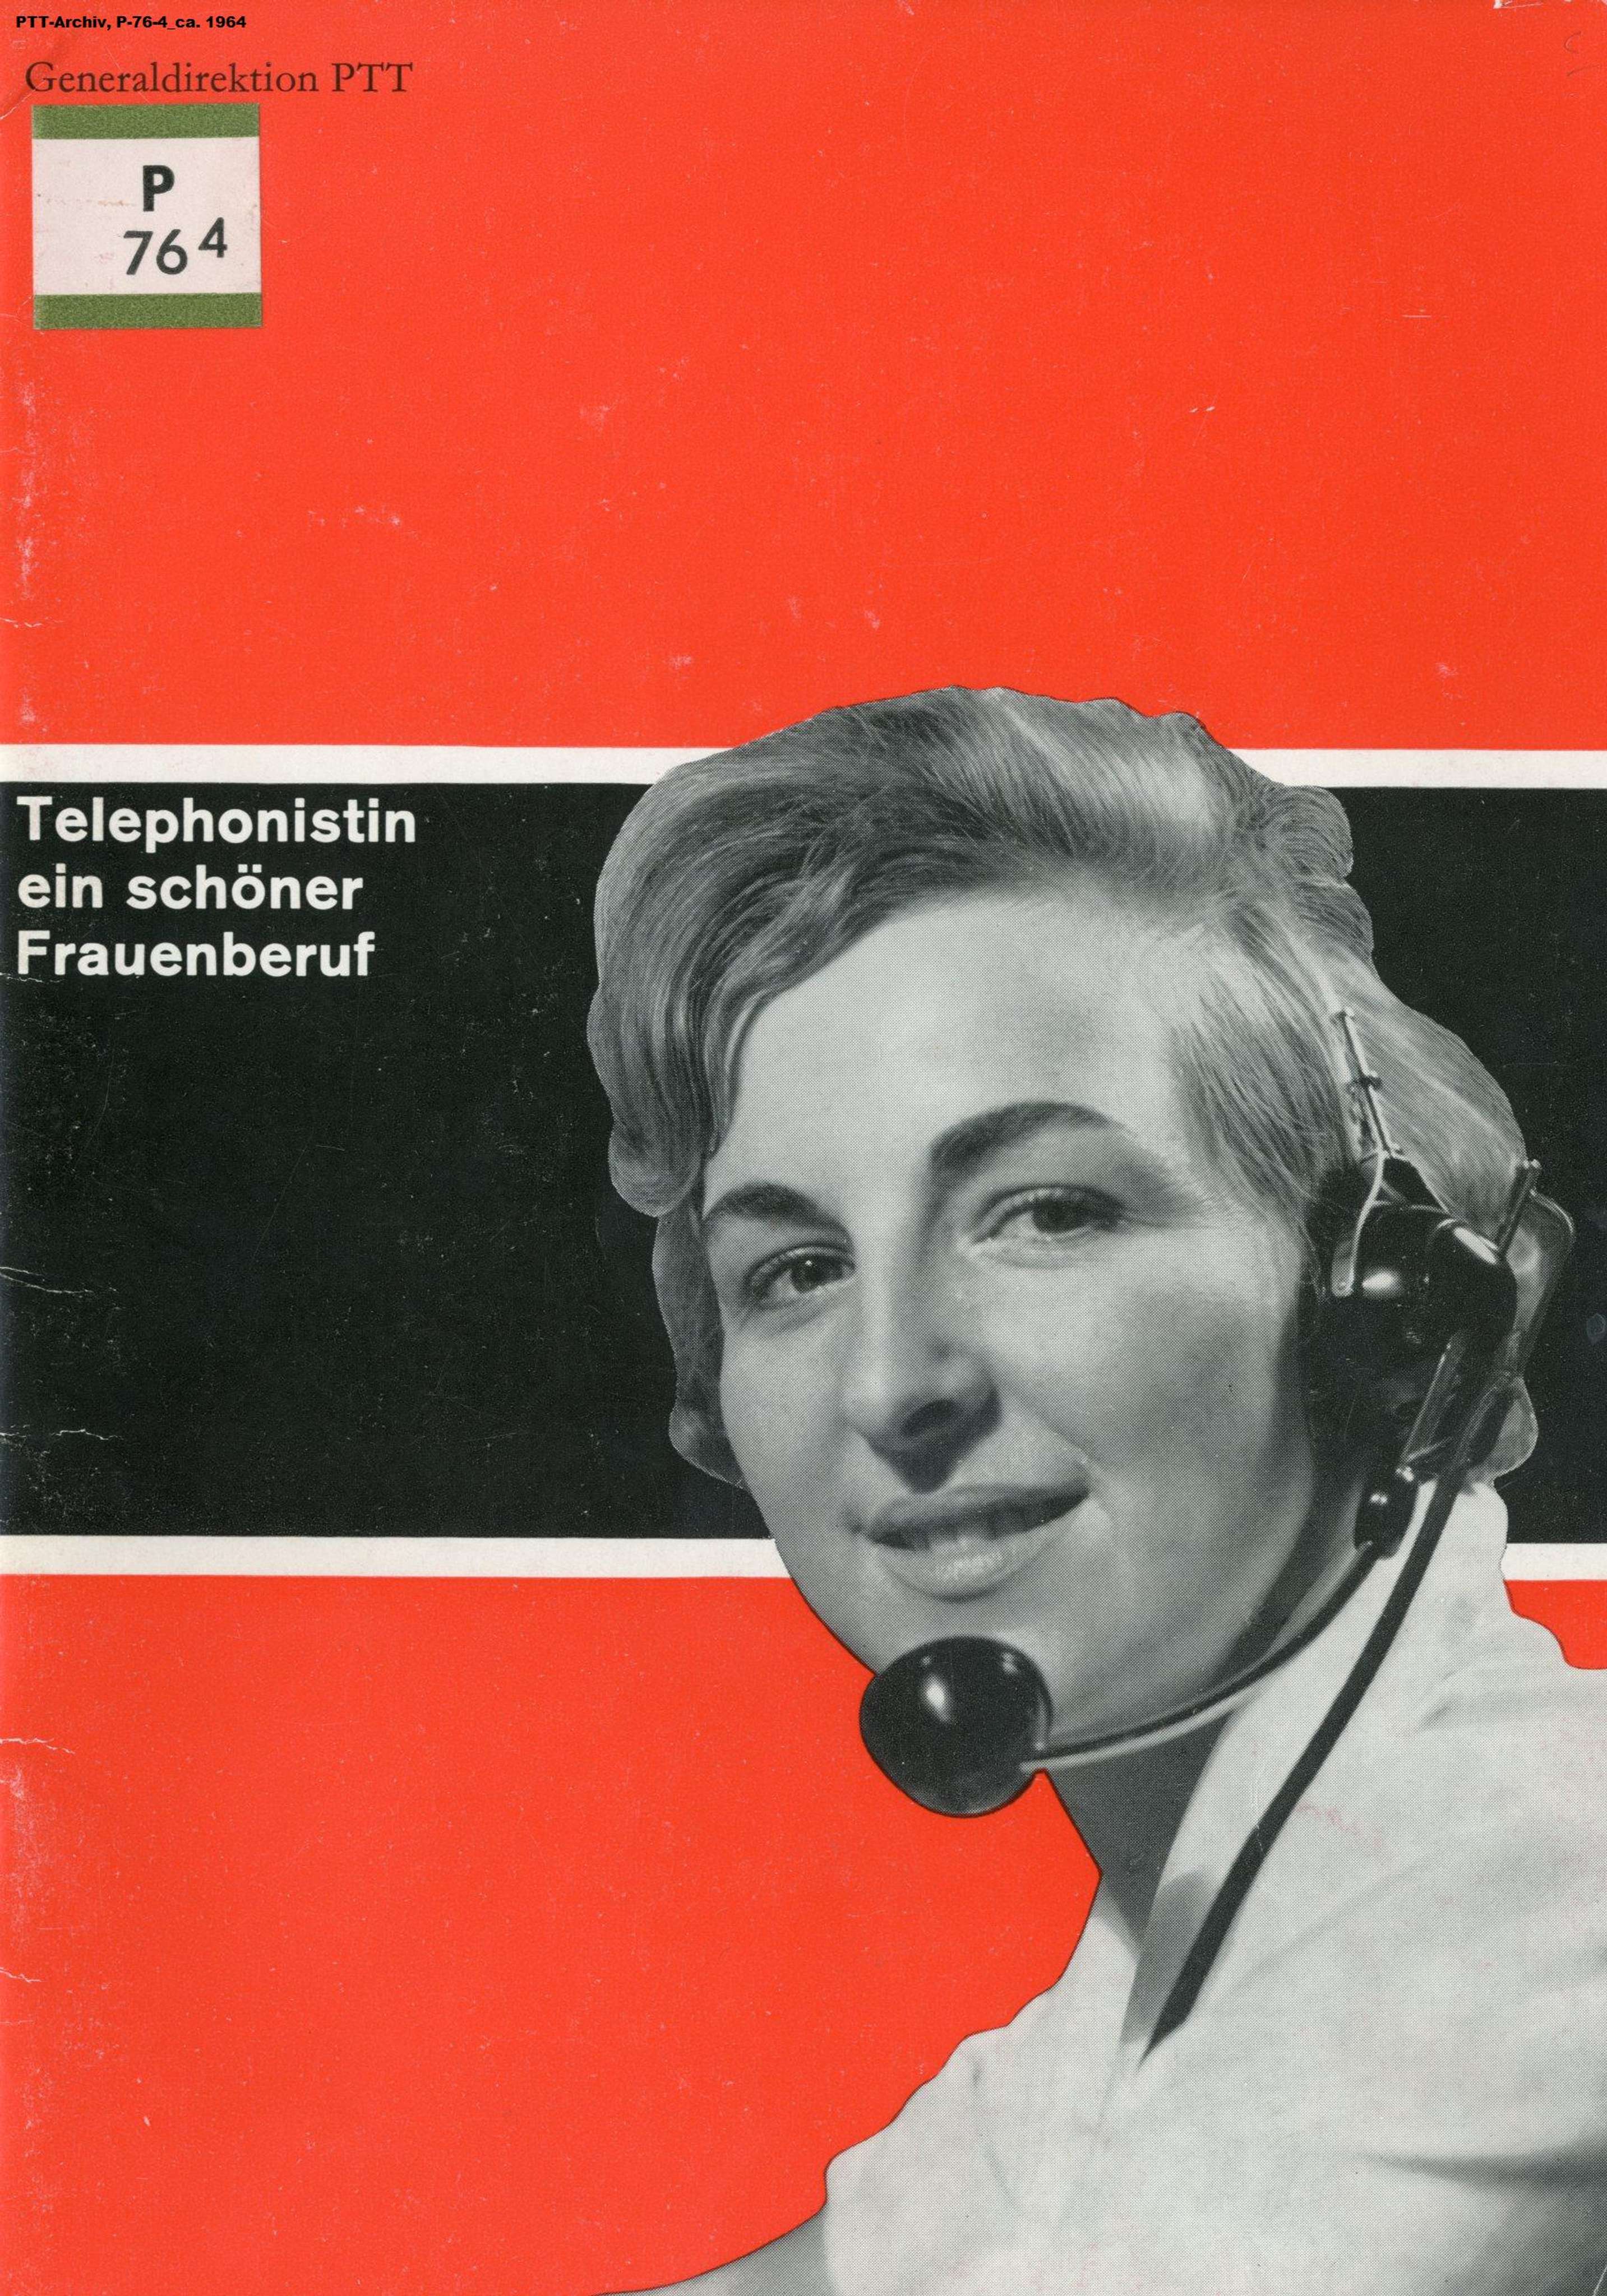 PTT-Archiv, P-76-4_ca. 1964
Generaldirektion PTT
P
76 4
Telephonistin
ein schöner
Frauenberuf